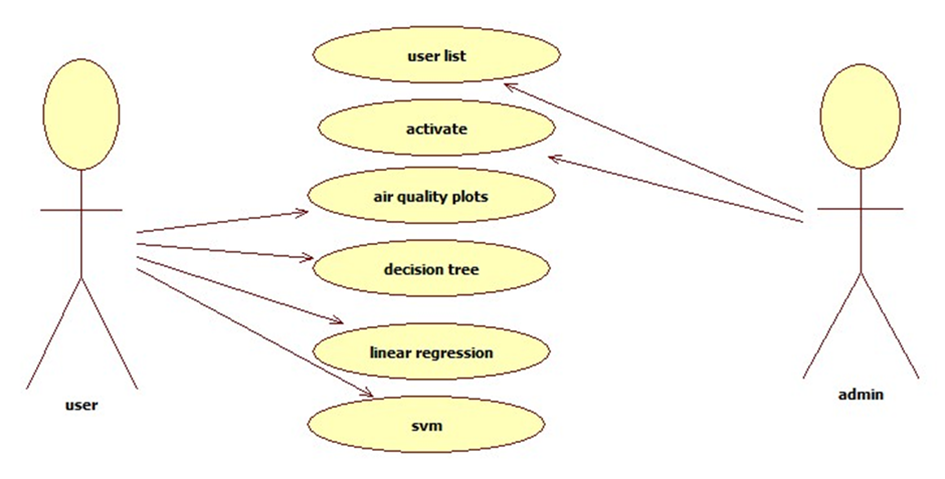 user list
activate
air quality plots
decision tree
linear regression
svm
user
admin